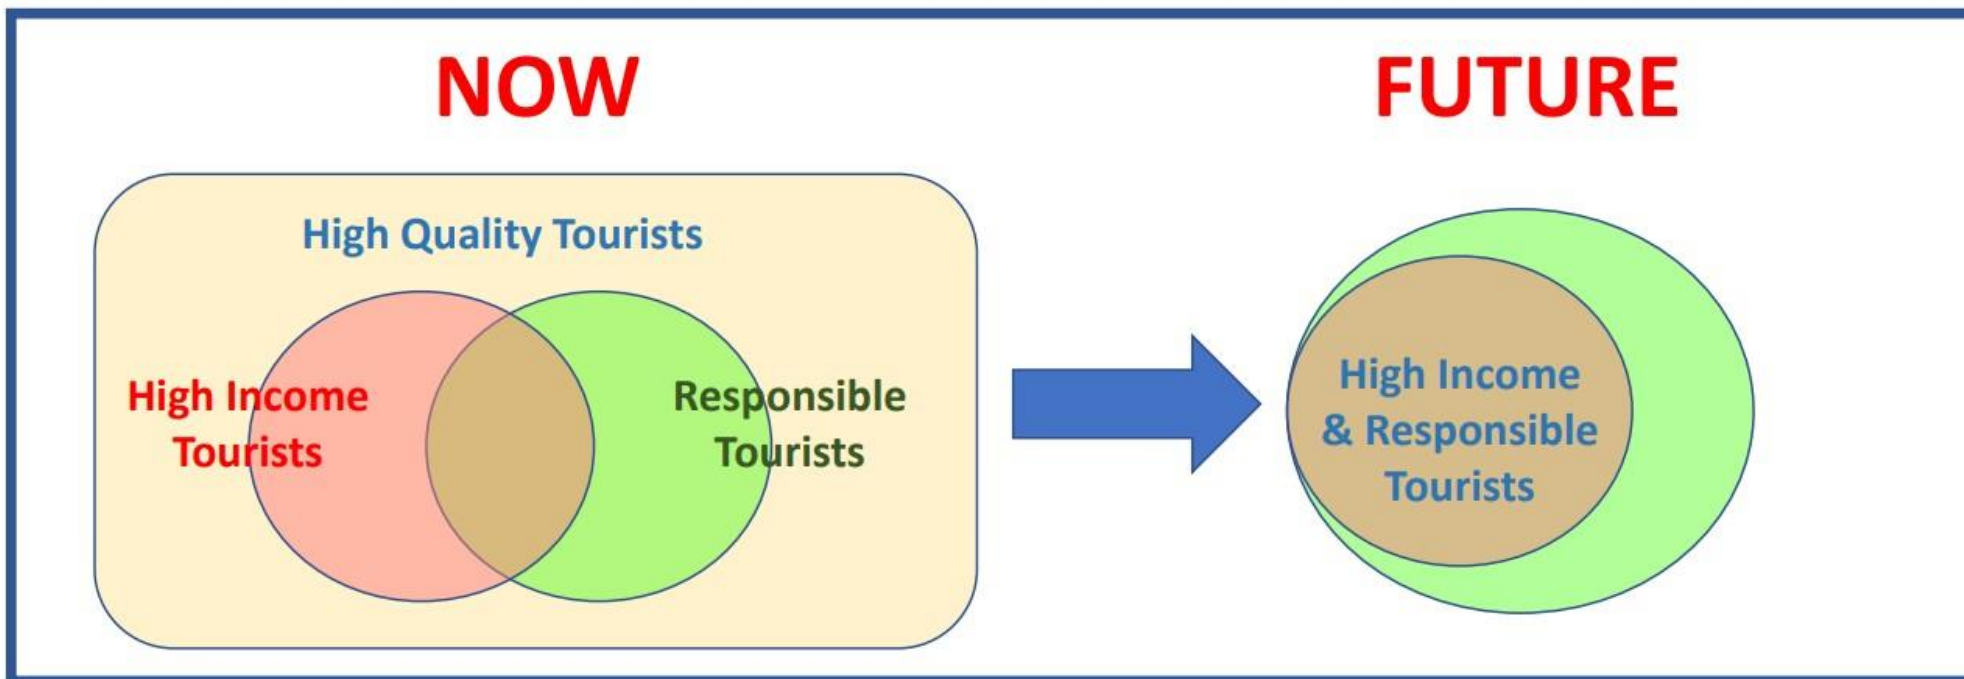 NOW
High Quality Tourists
High Income
Tourists
Responsible
Tourists
FUTURE
High Income
& Responsible
Tourists